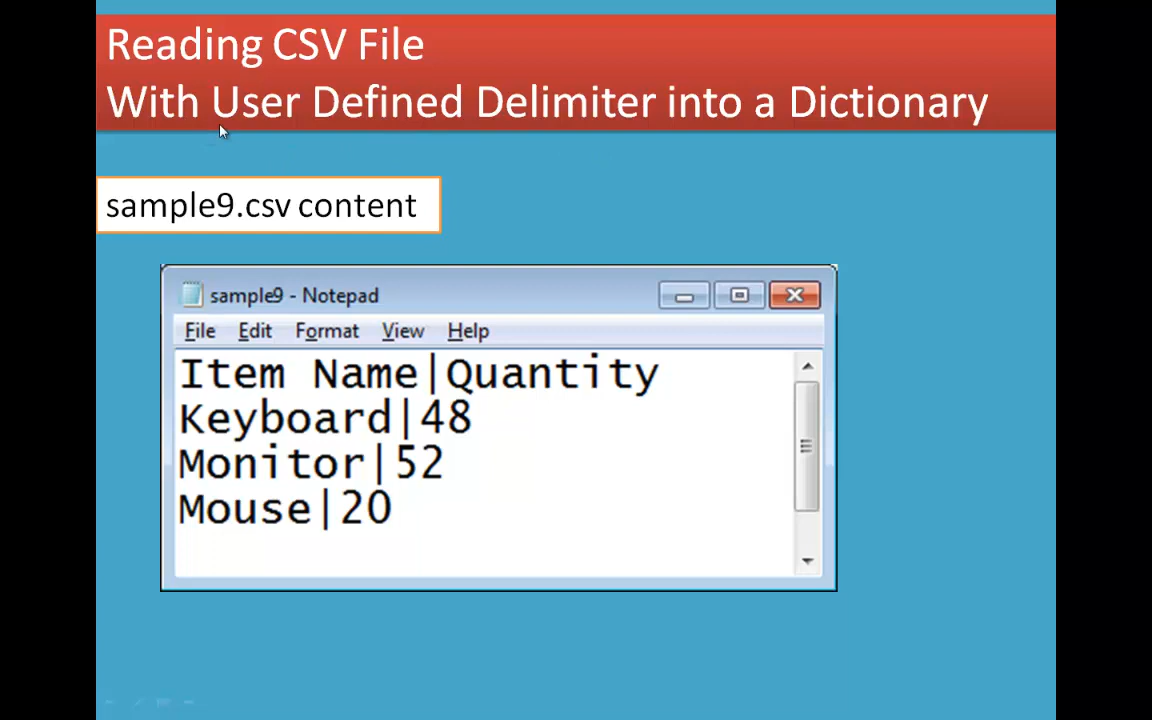 Reading CSV File
With User Defined Delimiter into a Dictionary
sample9.csv content
sample9 - Notepad
File Edit Format View Help
Item Name|Quantity
Keyboard|48
Monitor|52
Mouse|20